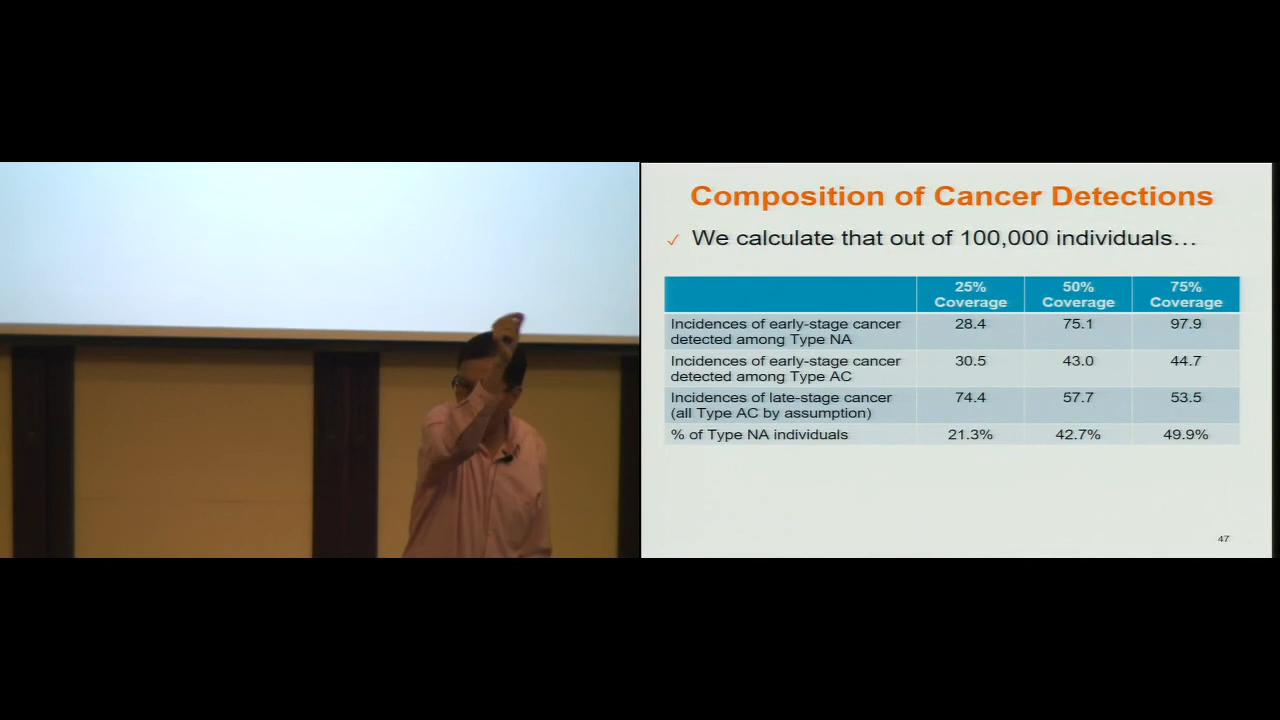 Composition of Cancer Detections
✓ We calculate that out of 100,000 individuals…
25% Coverage 50% Coverage 75% Coverage
Incidences of early-stage cancer detected among Type NA 28.4 75.1 97.9
Incidences of early-stage cancer detected among Type AC 30.5 43.0 44.7
Incidences of late-stage cancer (all Type AC by assumption) 74.4 57.7 53.5
% of Type NA individuals 21.3% 42.7% 49.9%
47